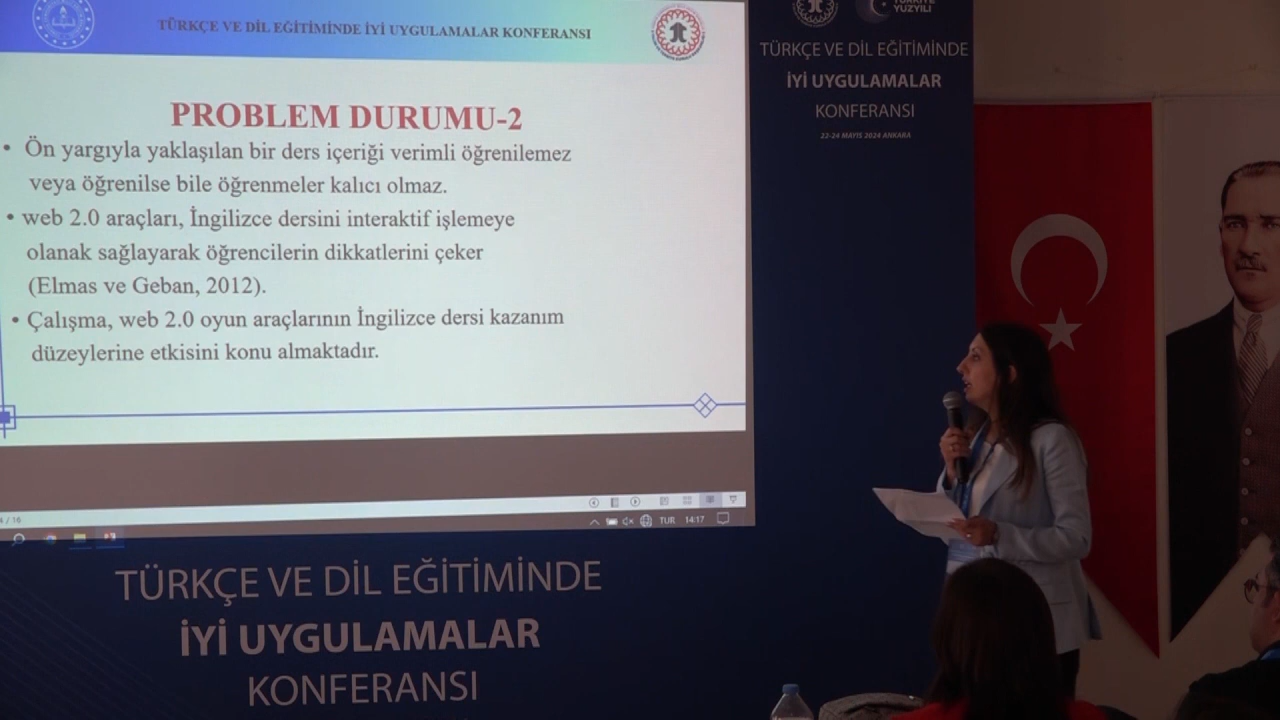 TÜRKÇE VE DİL EĞİTİMİNDE İYİ UYGULAMALAR KONFERANSI
PROBLEM DURUMU-2
• Ön yargıyla yaklaşılan bir ders içeriği verimli öğrenilemez
veya öğrenilse bile öğrenmeler kalıcı olmaz.
• web 2.0 araçları, İngilizce dersini interaktif işlemeye
olanak sağlayarak öğrencilerin dikkatlerini çeker
(Elmas ve Geban, 2012).
• Çalışma, web 2.0 oyun araçlarının İngilizce dersi kazanım
düzeylerine etkisini konu almaktadır.
/ 16
TUR 14:17
YÜZYILI
TÜRKÇE VE DİL EĞİTİMİNDE
İYİ UYGULAMALAR
KONFERANSI
22-24 MAYIS 2024 ANKARA
TÜRKÇE VE DİL EĞİTİMİNDE
İYİ UYGULAMALAR
KONFERANSI